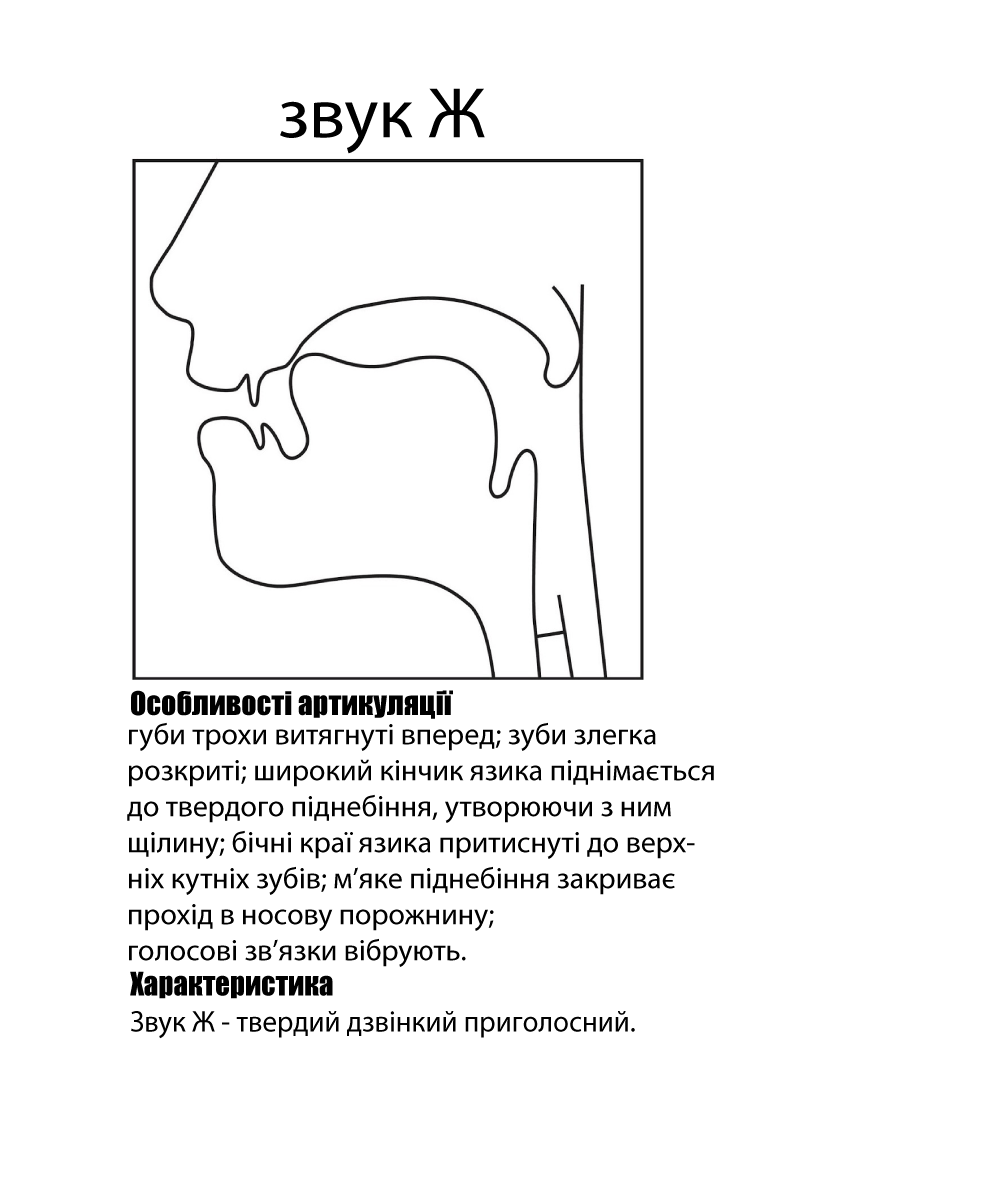 звук Ж
Особливості артикуляції
губи трохи витягнуті вперед; зуби злегка
розкриті; широкий кінчик язика піднімається
до твердого піднебіння, утворюючи з ним
щілину; бічні краї язика притиснуті до верх-
ніх кутніх зубів; м’яке піднебіння закриває
прохід в носову порожнину;
голосові зв’язки вібрують.
Характеристика
Звук Ж - твердий дзвінкий приголосний.